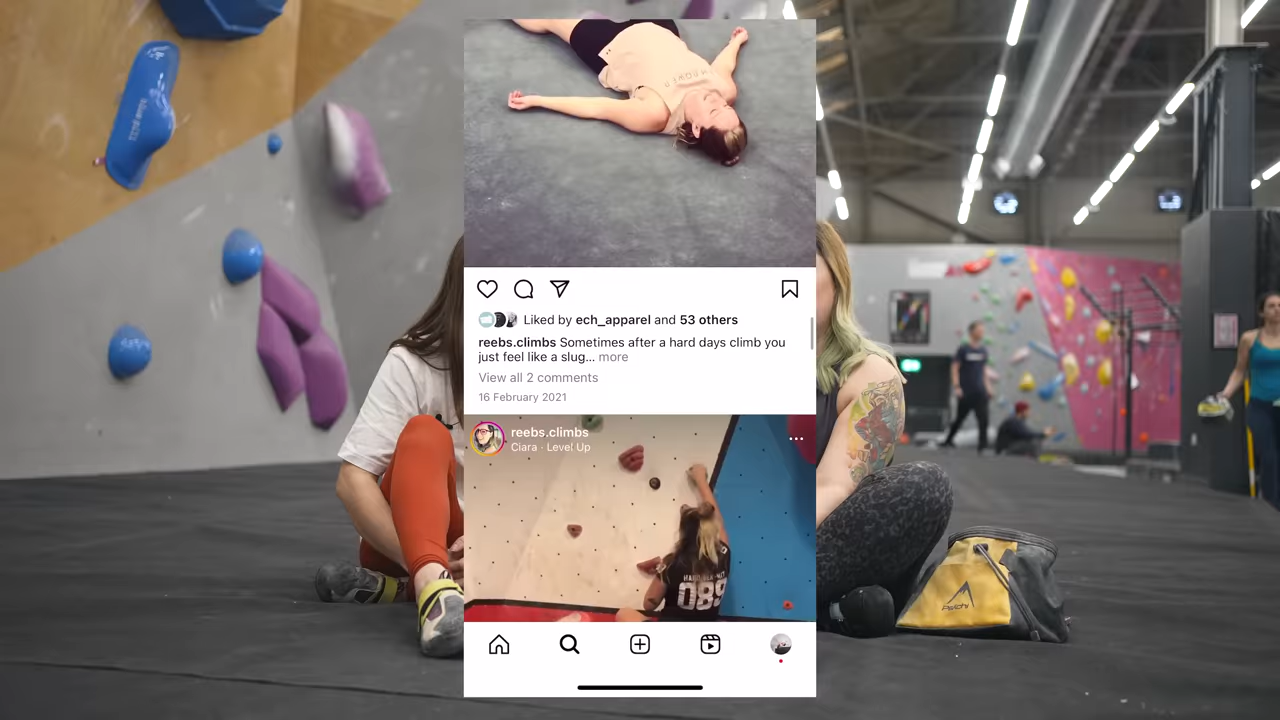 Liked by ech_apparel and 53 others
reebs.climbs Sometimes after a hard days climb you
just feel like a slug... more
View all 2 comments
16 February 2021
reebs.climbs
Ciara · Level Up
089
Psychi